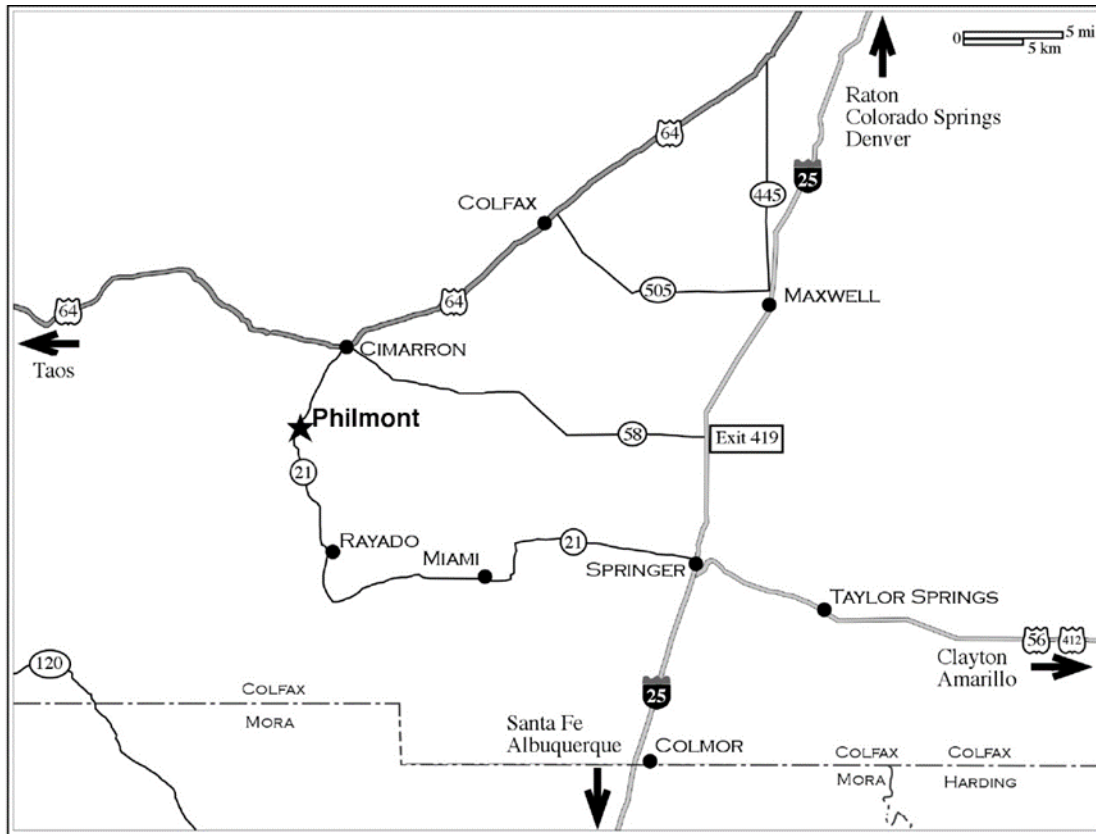 0
5 mi
5 km
Raton
Colorado Springs
Denver
64
25
445
COLFAX
505
64
MAXWELL
64
Taos
CIMARRON
Philmont
58
Exit 419
21
RAYADO
MIAMI
21
SPRINGER
TAYLOR SPRINGS
56
412
Clayton
Amarillo
120
COLFAX
MORA
25
Santa Fe
Albuquerque
COLMOR
COLFAX
MORA
COLFAX
HARDING